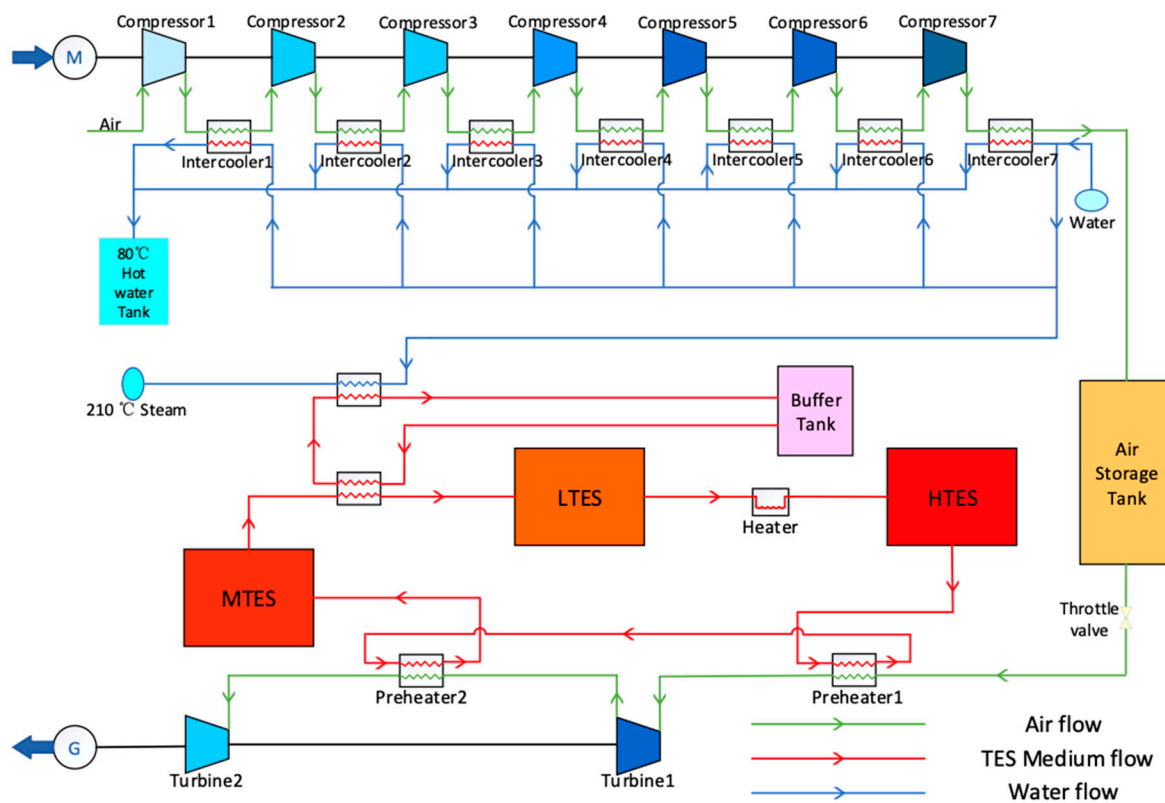 Compressor1
Compressor2
Compressor3
Compressor4
Compressor5
Compressor6
Compressor7
M
Air
Intercooler1
Intercooler2
Intercooler3
Intercooler4
Intercooler5
Intercooler6
Intercooler7
Water
80℃
Hot
water
Tank
210 ℃ Steam
Buffer
Tank
Air
Storage
Tank
LTES
Heater
HTES
MTES
Throttle
valve
Preheater2
Preheater1
G
Turbine2
Turbine1
Air flow
TES Medium flow
Water flow